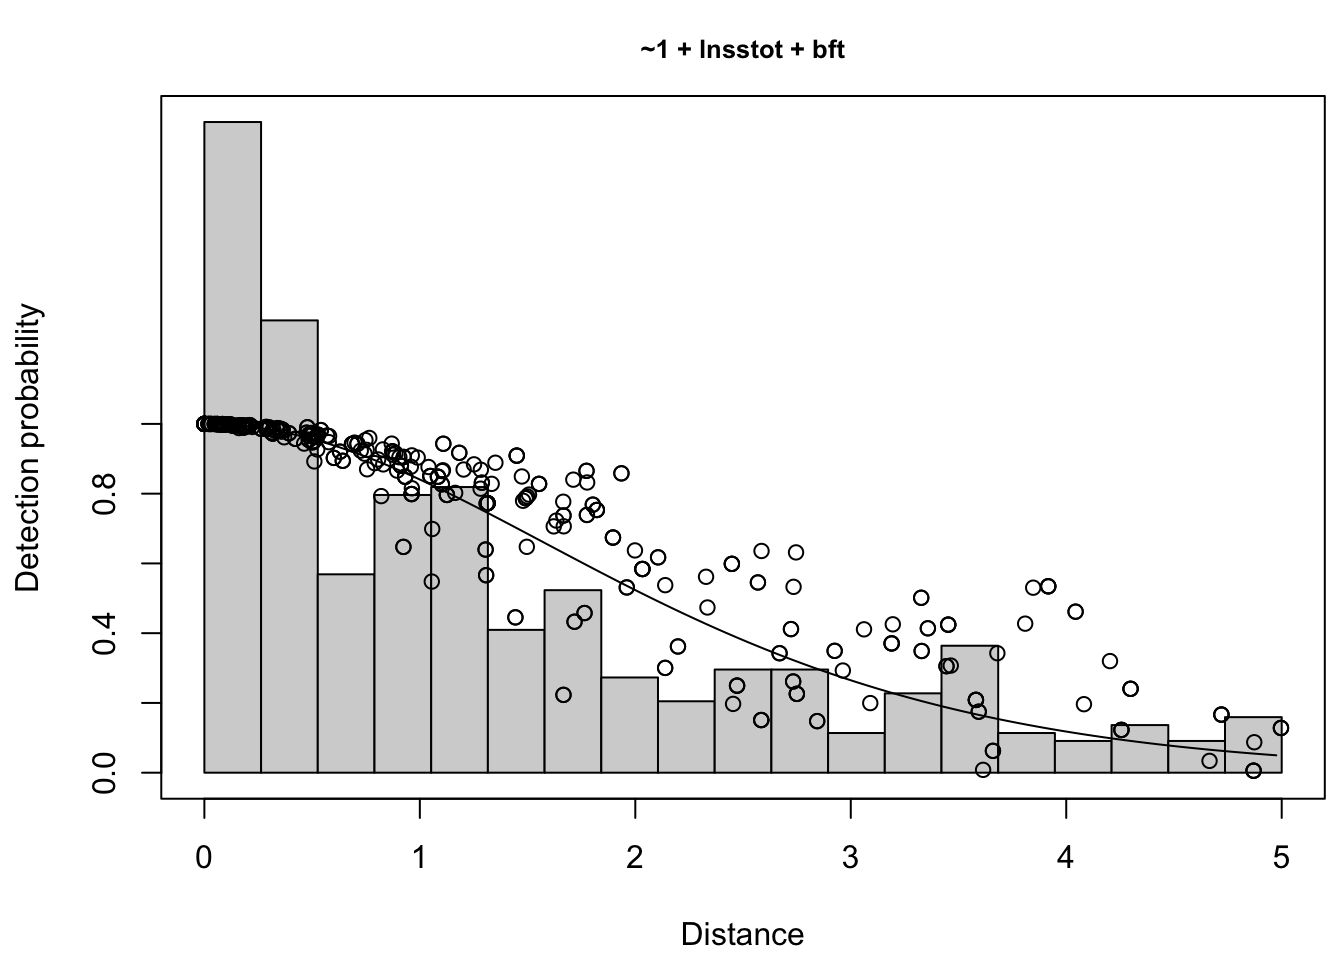 ~1 + lnsstot + bft
Detection probability
0.8
0.4
0.0
0 1 2 3 4 5
Distance